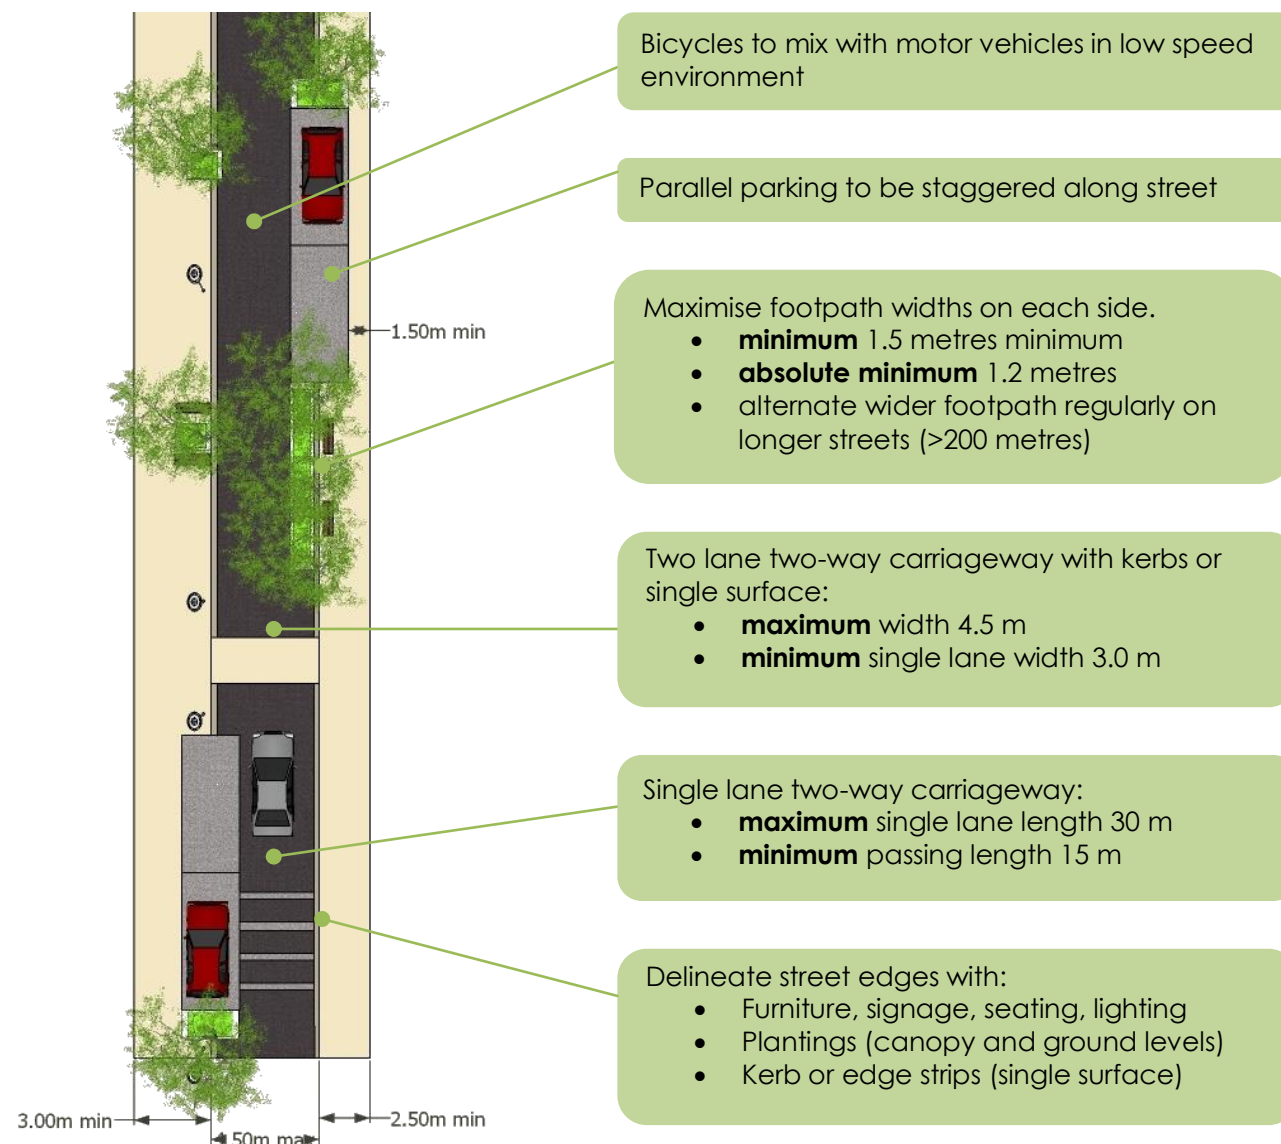 Bicycles to mix with motor vehicles in low speed
environment
Parallel parking to be staggered along street
1.50m min
Maximise footpath widths on each side.
• minimum 1.5 metres minimum
• absolute minimum 1.2 metres
• alternate wider footpath regularly on
longer streets (>200 metres)
Two lane two-way carriageway with kerbs or
single surface:
• maximum width 4.5 m
• minimum single lane width 3.0 m
Single lane two-way carriageway:
• maximum single lane length 30 m
• minimum passing length 15 m
Delineate street edges with:
• Furniture, signage, seating, lighting
• Plantings (canopy and ground levels)
• Kerb or edge strips (single surface)
3.00m min
2.50m min